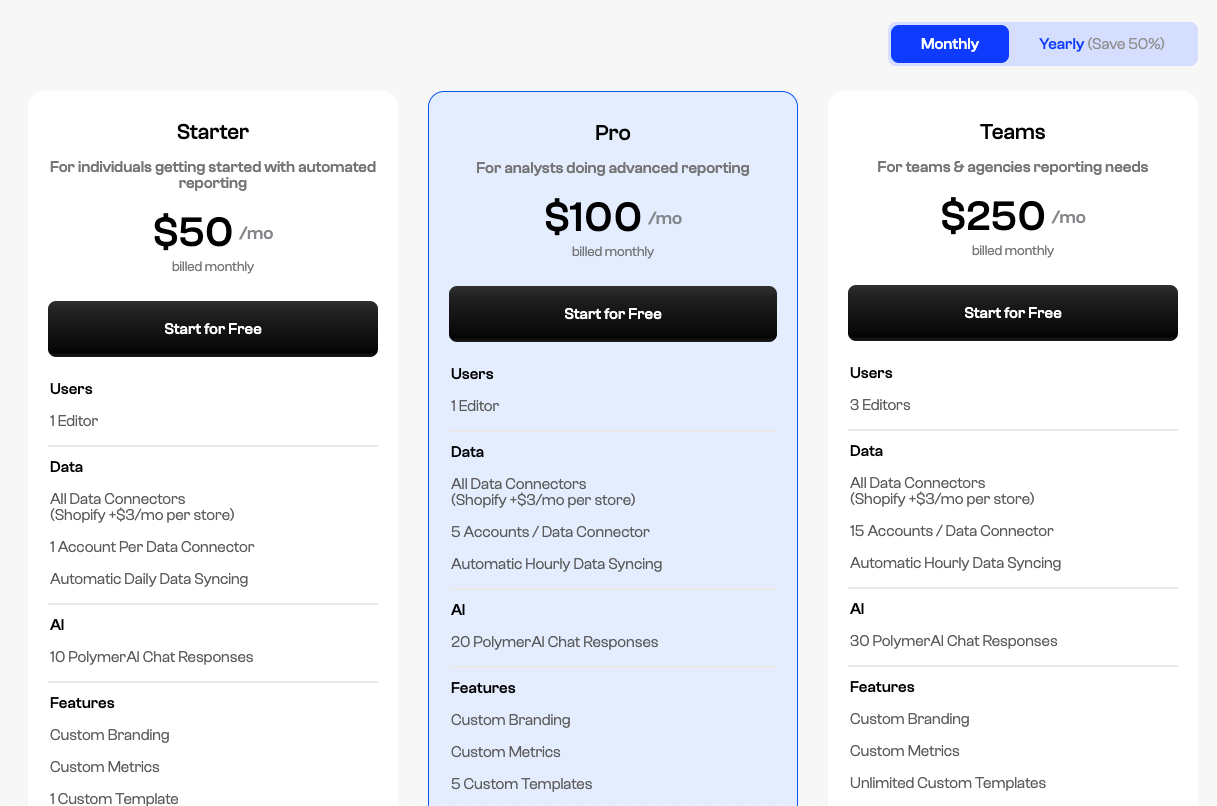 Monthly
Yearly (Save 50%)
Starter
For individuals getting started with automated
reporting
$50 /mo
billed monthly
Start for Free
Users
1 Editor
Data
All Data Connectors
(Shopify +$3/mo per store)
1 Account Per Data Connector
Automatic Daily Data Syncing
AI
10 PolymerAI Chat Responses
Features
Custom Branding
Custom Metrics
1 Custom Template
Pro
For analysts doing advanced reporting
$100 /mo
billed monthly
Start for Free
Users
1 Editor
Data
All Data Connectors
(Shopify +$3/mo per store)
5 Accounts / Data Connector
Automatic Hourly Data Syncing
AI
20 PolymerAI Chat Responses
Features
Custom Branding
Custom Metrics
5 Custom Templates
Teams
For teams & agencies reporting needs
$250 /mo
billed monthly
Start for Free
Users
3 Editors
Data
All Data Connectors
(Shopify +$3/mo per store)
15 Accounts / Data Connector
Automatic Hourly Data Syncing
AI
30 PolymerAI Chat Responses
Features
Custom Branding
Custom Metrics
Unlimited Custom Templates